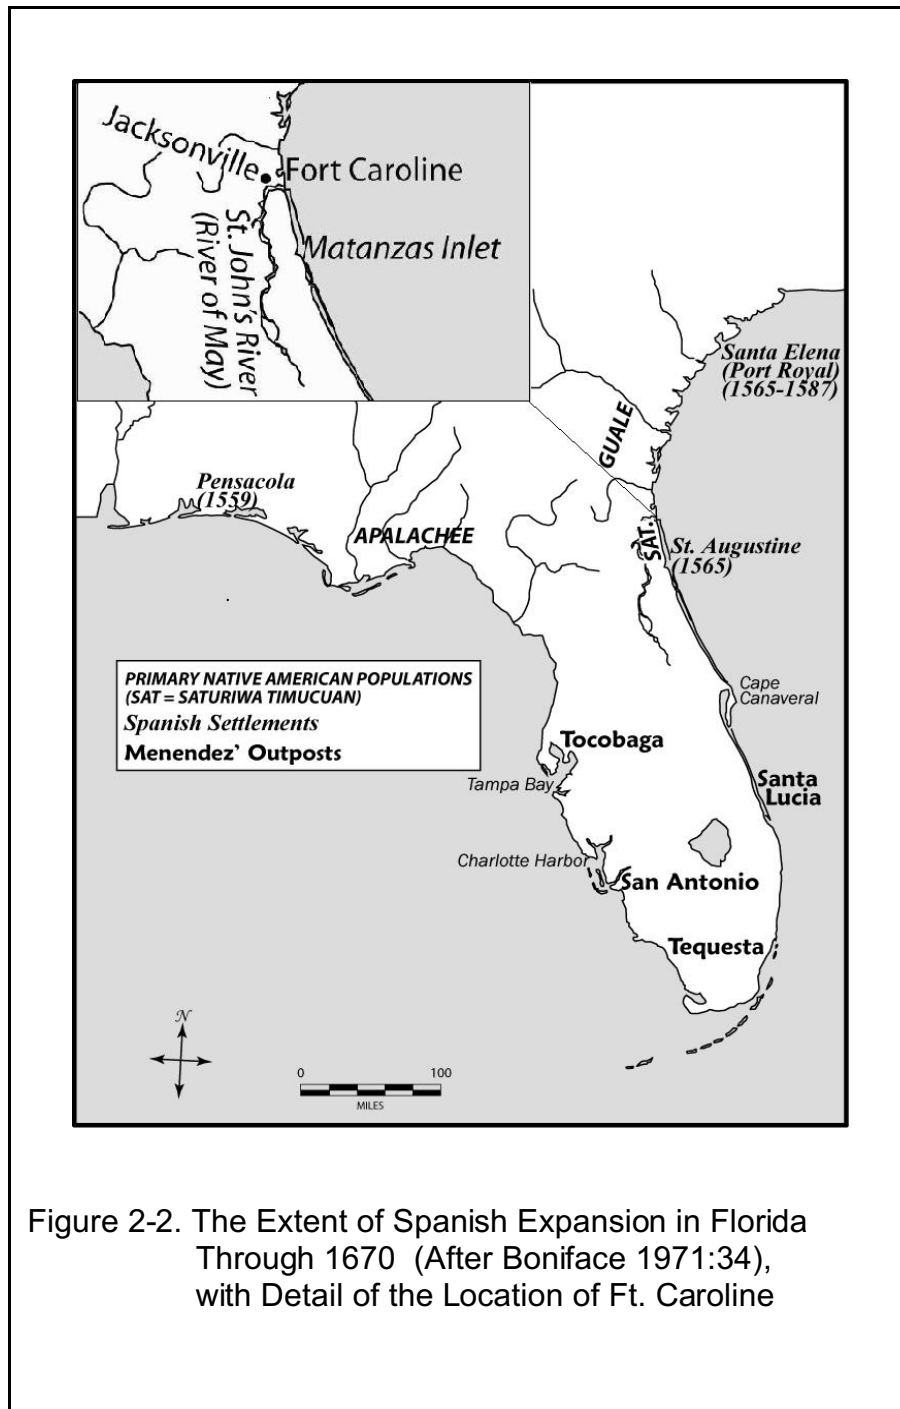 Jacksonville
Fort Caroline
St. John's River
(River of May)
Matanzas Inlet
Santa Elena
(Port Royal)
(1565-1587)
GUALE
Pensacola
(1559)
APALACHEE
SAT.
St. Augustine
(1565)
PRIMARY NATIVE AMERICAN POPULATIONS
(SAT = SATURIWA TIMUCUAN)
Spanish Settlements
Menendez' Outposts
Cape
Canaveral
Tocobaga
Tampa Bay
Santa
Lucia
Charlotte Harbor
San Antonio
Tequesta
N
0 100
MILES
Figure 2-2. The Extent of Spanish Expansion in Florida
Through 1670 (After Boniface 1971:34),
with Detail of the Location of Ft. Caroline